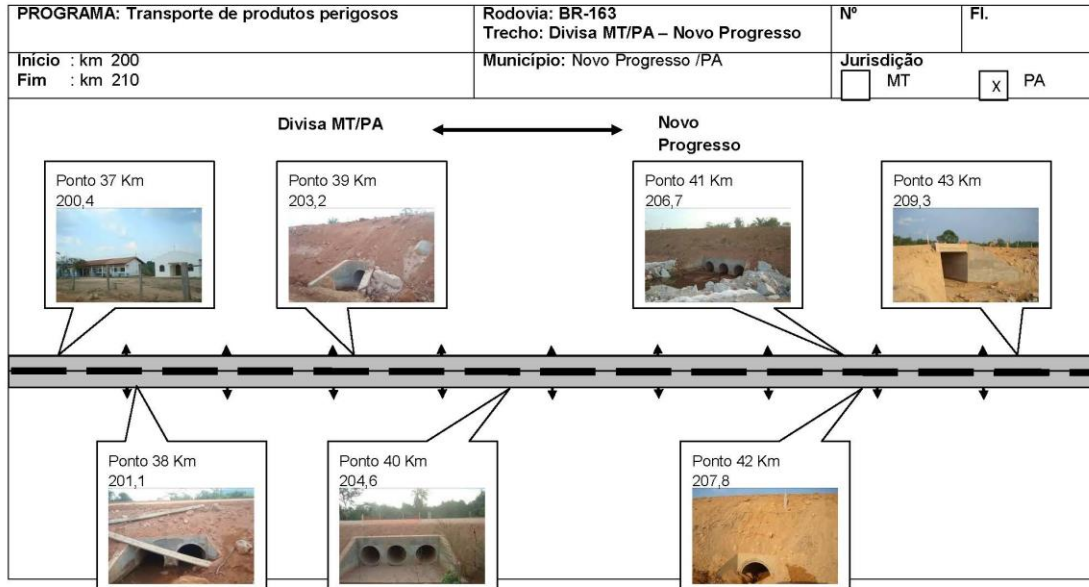 PROGRAMA: Transporte de produtos perigosos
Rodovia: BR-163
Trecho: Divisa MT/PA – Novo Progresso
Nº
Fl.
Início : km 200
Fim : km 210
Município: Novo Progresso /PA
Jurisdição
MT
X PA
Divisa MT/PA
Novo
Progresso
Ponto 37 Km
200,4
Ponto 39 Km
203,2
Ponto 41 Km
206,7
Ponto 43 Km
209,3
Ponto 38 Km
201,1
Ponto 40 Km
204,6
Ponto 42 Km
207,8